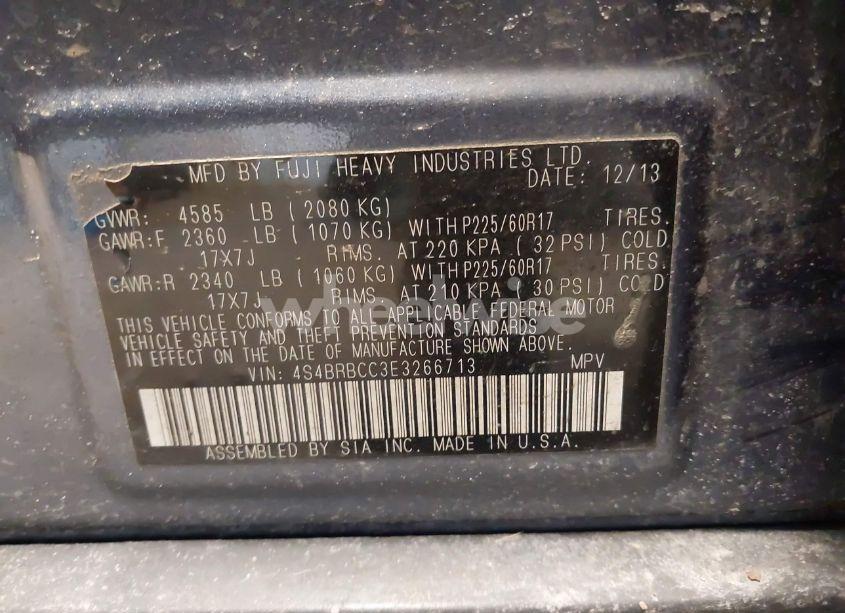 MFD BY FUJI HEAVY INDUSTRIES LTD.
DATE: 12/13
GVWR: 4585 LB ( 2080 KG)
GAWR:F 2360 LB ( 1070 KG) WITH P225/60R17 TIRES.
17X7J RIMS. AT 220 KPA ( 32 PSI) COLD
GAWR:R 2340 LB ( 1060 KG) WITH P225/60R17 TIRES.
17X7J RIMS. AT 210 KPA ( 30 PSI) COLD
THIS VEHICLE CONFORMS TO ALL APPLICABLE FEDERAL MOTOR
VEHICLE SAFETY AND THEFT PREVENTION STANDARDS
IN EFFECT ON THE DATE OF MANUFACTURE SHOWN ABOVE.
VIN: 4S4BRBCC3E3266713 MPV
ASSEMBLED BY SIA INC. MADE IN U.S.A.
wheelwise